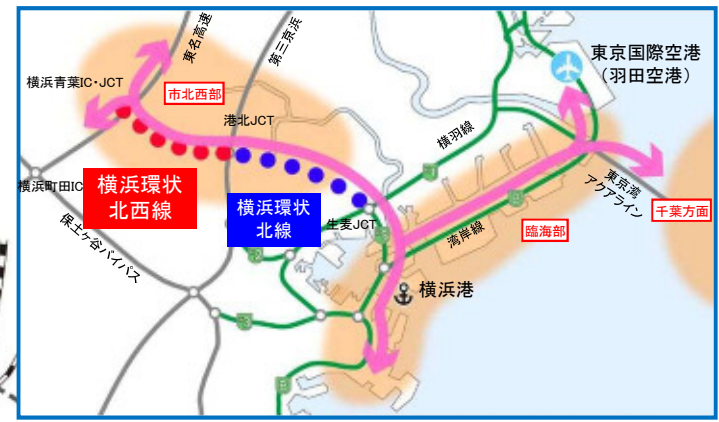 東名高速
第三京浜
東京国際空港
(羽田空港)
横浜青葉IC・JCT
市北西部
港北JCT
横羽線
横浜町田IC
横浜環状
北西線
横浜環状
北線
生麦JCT
東京湾
アクアライン
千葉方面
湾岸線
臨海部
保土ヶ谷バイパス
横浜港